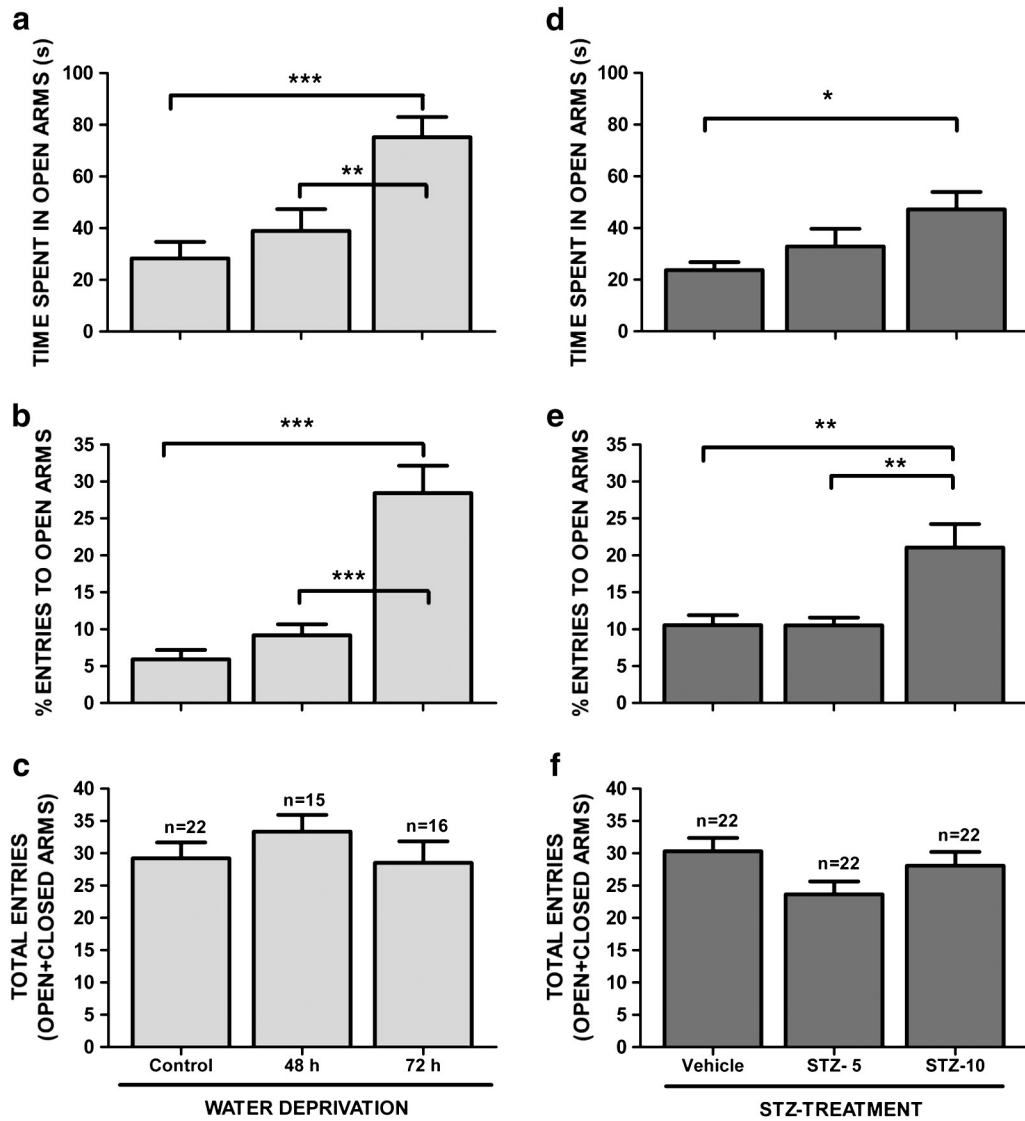 a
TIME SPENT IN OPEN ARMS (s)
100
80
60
40
20
0
***
**
d
TIME SPENT IN OPEN ARMS (s)
100
80
60
40
20
0
*
b
% ENTRIES TO OPEN ARMS
35
30
25
20
15
10
5
0
***
***
e
% ENTRIES TO OPEN ARMS
35
30
25
20
15
10
5
0
**
**
c
TOTAL ENTRIES
(OPEN+CLOSED ARMS)
40
35
30
25
20
15
10
5
0
n=22
n=15
n=16
Control
48 h
72 h
WATER DEPRIVATION
f
TOTAL ENTRIES
(OPEN+CLOSED ARMS)
40
35
30
25
20
15
10
5
0
n=22
n=22
n=22
Vehicle
STZ- 5
STZ-10
STZ-TREATMENT